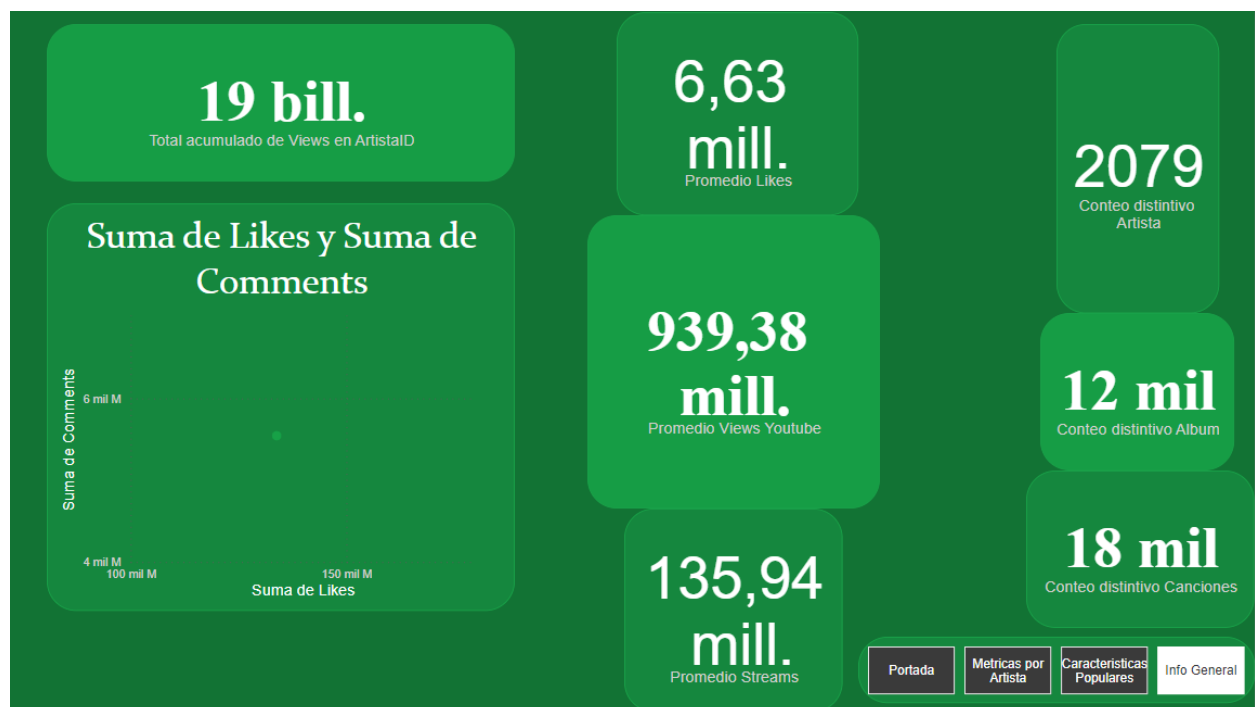 19 bill.
Total acumulado de Views en ArtistaID
Suma de Likes y Suma de
Comments
Suma de Comments
6 mil M
4 mil M
100 mil M
150 mil M
Suma de Likes
6,63
mill.
Promedio Likes
939,38
mill.
Promedio Views Youtube
135,94
mill.
Promedio Streams
2079
Conteo distintivo
Artista
12 mil
Conteo distintivo Album
18 mil
Conteo distintivo Canciones
Portada
Metricas por
Artista
Caracteristicas
Populares
Info General